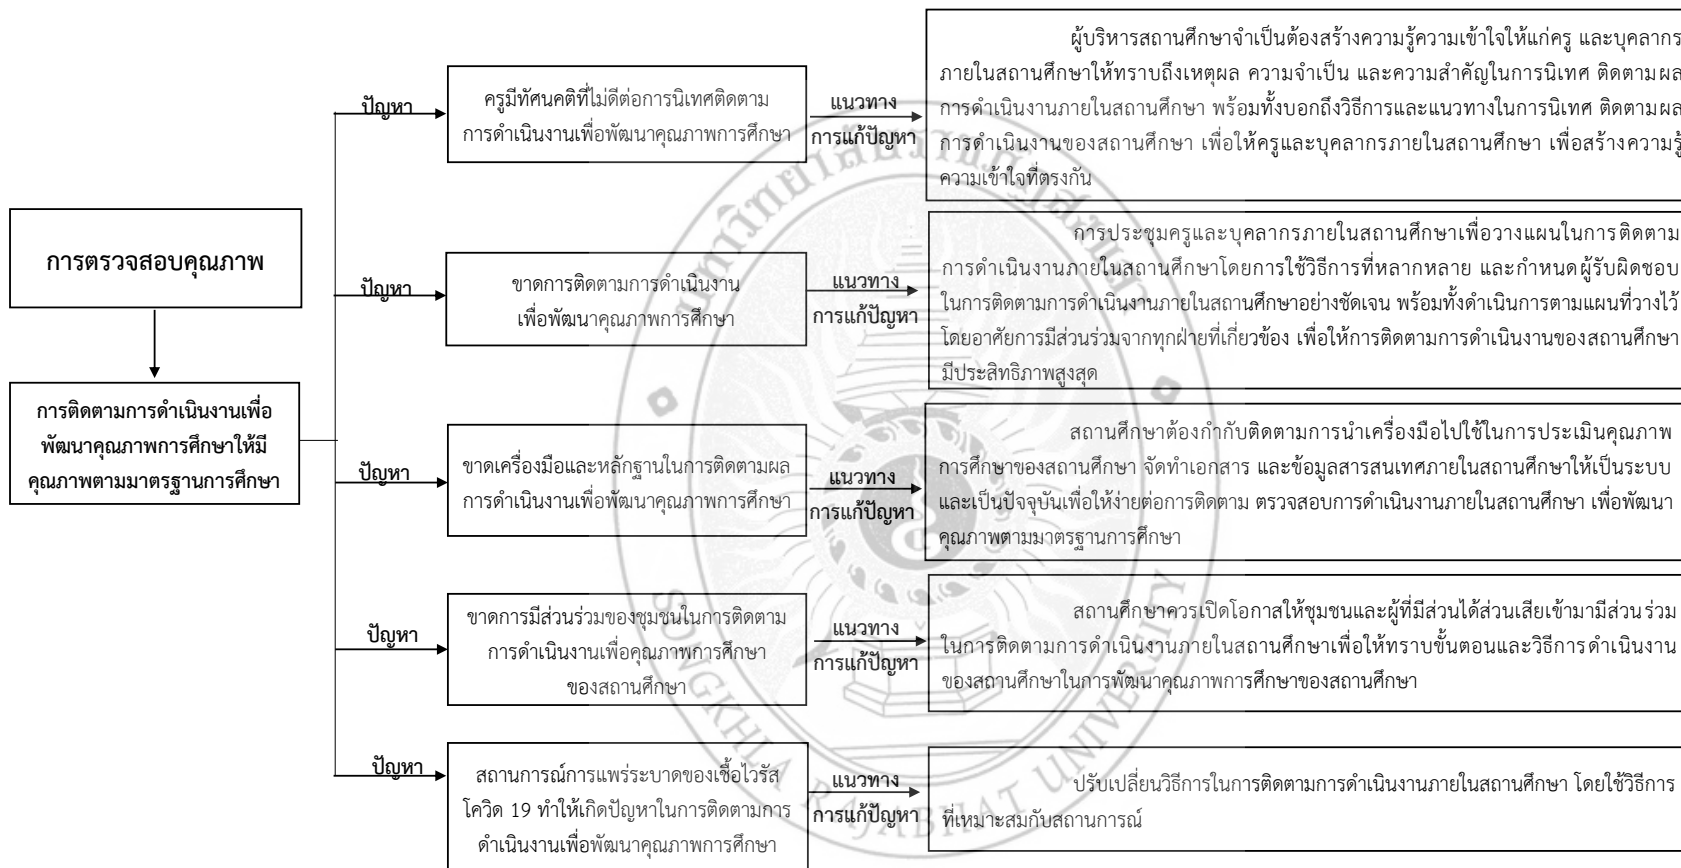 การตรวจสอบคุณภาพ
การติดตามการดำเนินงานเพื่อ
พัฒนาคุณภาพการศึกษาให้มี
คุณภาพตามมาตรฐานการศึกษา
ปัญหา
ครูมีทัศนคติที่ไม่ดีต่อการนิเทศติดตาม
การดำเนินงานเพื่อพัฒนาคุณภาพการศึกษา
แนวทาง
การแก้ปัญหา
ผู้บริหารสถานศึกษาจำเป็นต้องสร้างความรู้ความเข้าใจให้แก่ครู และบุคลากร
ภายในสถานศึกษาให้ทราบถึงเหตุผล ความจำเป็น และความสำคัญในการนิเทศ ติดตามผล
การดำเนินงานภายในสถานศึกษา พร้อมทั้งบอกถึงวิธีการและแนวทางในการนิเทศ ติดตามผล
การดำเนินงานของสถานศึกษา เพื่อให้ครูและบุคลากรภายในสถานศึกษา เพื่อสร้างความรู้
ความเข้าใจที่ตรงกัน
ปัญหา
ขาดการติดตามการดำเนินงาน
เพื่อพัฒนาคุณภาพการศึกษา
แนวทาง
การแก้ปัญหา
การประชุมครูและบุคลากรภายในสถานศึกษาเพื่อวางแผนในการติดตาม
การดำเนินงานภายในสถานศึกษาโดยการใช้วิธีการที่หลากหลาย และกำหนดผู้รับผิดชอบ
ในการติดตามการดำเนินงานภายในสถานศึกษาอย่างชัดเจน พร้อมทั้งดำเนินการตามแผนที่วางไว้
โดยอาศัยการมีส่วนร่วมจากทุกฝ่ายที่เกี่ยวข้อง เพื่อให้การติดตามการดำเนินงานของสถานศึกษา
มีประสิทธิภาพสูงสุด
ปัญหา
ขาดเครื่องมือและหลักฐานในการติดตามผล
การดำเนินงานเพื่อพัฒนาคุณภาพการศึกษา
แนวทาง
การแก้ปัญหา
สถานศึกษาต้องกำกับติดตามการนำเครื่องมือไปใช้ในการประเมินคุณภาพ
การศึกษาของสถานศึกษา จัดทำเอกสาร และข้อมูลสารสนเทศภายในสถานศึกษาให้เป็นระบบ
และเป็นปัจจุบันเพื่อให้ง่ายต่อการติดตาม ตรวจสอบการดำเนินงานภายในสถานศึกษา เพื่อพัฒนา
คุณภาพตามมาตรฐานการศึกษา
ปัญหา
ขาดการมีส่วนร่วมของชุมชนในการติดตาม
การดำเนินงานเพื่อคุณภาพการศึกษา
ของสถานศึกษา
แนวทาง
การแก้ปัญหา
สถานศึกษาควรเปิดโอกาสให้ชุมชนและผู้ที่มีส่วนได้ส่วนเสียเข้ามามีส่วนร่วม
ในการติดตามการดำเนินงานภายในสถานศึกษาเพื่อให้ทราบขั้นตอนและวิธีการดำเนินงาน
ของสถานศึกษาในการพัฒนาคุณภาพการศึกษาของสถานศึกษา
ปัญหา
สถานการณ์การแพร่ระบาดของเชื้อไวรัส
โควิด 19 ทำให้เกิดปัญหาในการติดตามการ
ดำเนินงานเพื่อพัฒนาคุณภาพการศึกษา
แนวทาง
การแก้ปัญหา
ปรับเปลี่ยนวิธีการในการติดตามการดำเนินงานภายในสถานศึกษา โดยใช้วิธีการ
ที่เหมาะสมกับสถานการณ์
มหาวิทยาลัยราชภัฏสงขลา
SONGKHLA RAJABHAT UNIVERSITY